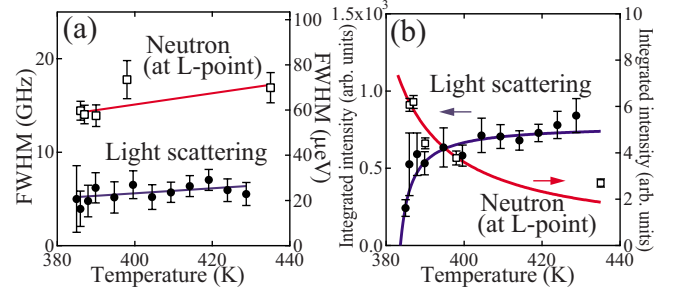 (a)
Neutron
(at L-point)
Light scattering
FWHM (GHz)
20
10
0
FWHM (μeV)
100
80
60
40
20
0
380
400
420
440
Temperature (K)
(b)
Light scattering
Neutron
(at L-point)
Integrated intensity (arb. units)
1.5x10³
1.0
0.5
0.0
Integrated intensity (arb. units)
10
8
6
4
2
0
380
400
420
440
Temperature (K)